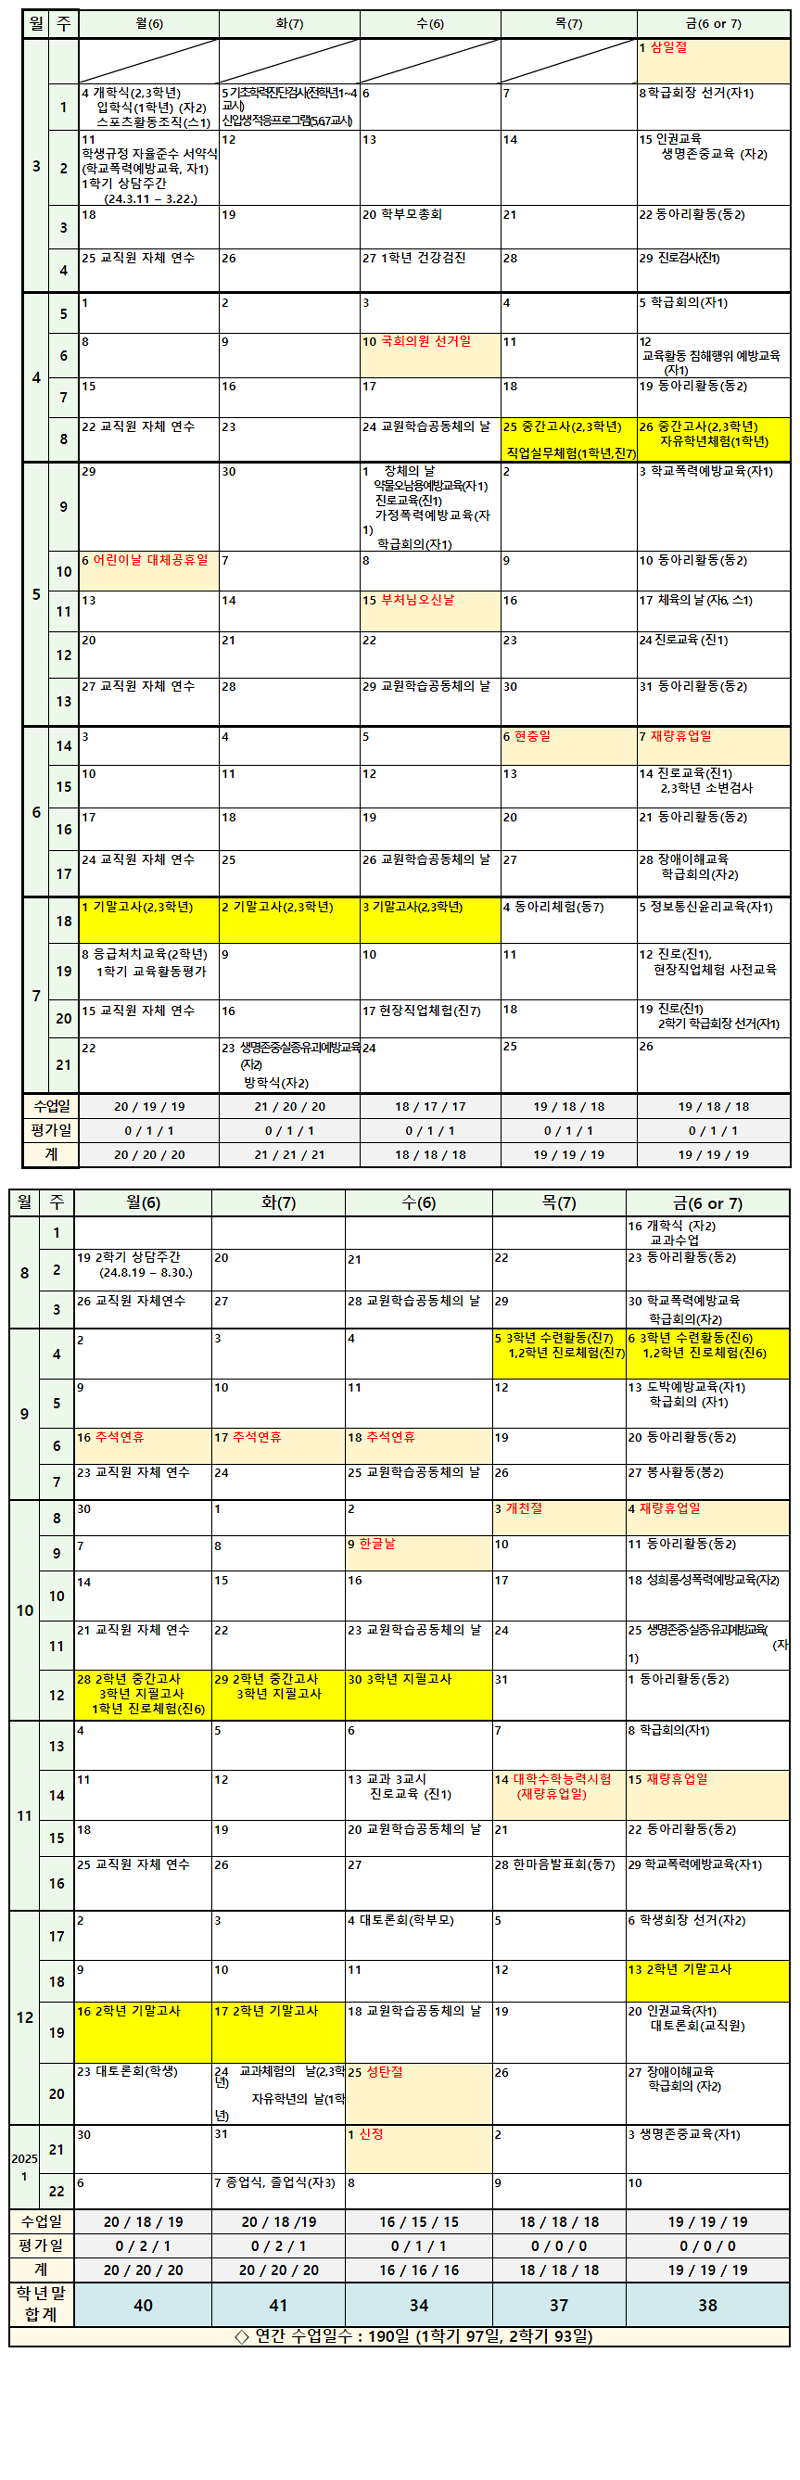 월 주 월(6) 화(7) 수(6) 목(7) 금(6 or 7)
3
1 삼일절
1
4 개학식(2,3학년)
입학식(1학년) (자2)
스포츠활동조직(스1)
5 기초학력진단검사(전학년,1~4
교시)
신입생적응프로그램(5,6,7교시)
6
7
8 학급회장 선거(자1)
2
11
학생규정 자율준수 서약식
(학교폭력예방교육, 자1)
1학기 상담주간
(24.3.11 – 3.22.)
12
13
14
15 인권교육
생명존중교육 (자2)
3
18
19
20 학부모총회
21
22 동아리활동(동2)
4
25 교직원 자체 연수
26
27 1학년 건강검진
28
29 진로검사(진1)
4
5
1
2
3
4
5 학급회의(자1)
6
8
9
10 국회의원 선거일
11
12
교육활동 침해행위 예방교육
(자1)
7
15
16
17
18
19 동아리활동(동2)
8
22 교직원 자체 연수
23
24 교원학습공동체의 날
25 중간고사(2,3학년)
직업실무체험(1학년,진7)
26 중간고사(2,3학년)
자유학년체험(1학년)
5
9
29
30
1 창체의 날
약물오남용예방교육(자1)
진로교육(진1)
가정폭력예방교육(자
1)
학급회의(자1)
2
3 학교폭력예방교육(자1)
10
6 어린이날 대체공휴일
7
8
9
10 동아리활동(동2)
11
13
14
15 부처님오신날
16
17 체육의 날 (자6, 스1)
12
20
21
22
23
24 진로교육 (진1)
13
27 교직원 자체 연수
28
29 교원학습공동체의 날
30
31 동아리활동(동2)
6
14
3
4
5
6 현충일
7 재량휴업일
15
10
11
12
13
14 진로교육(진1)
2,3학년 소변검사
16
17
18
19
20
21 동아리활동(동2)
17
24 교직원 자체 연수
25
26 교원학습공동체의 날
27
28 장애이해교육
학급회의(자2)
7
18
1 기말고사(2,3학년)
2 기말고사(2,3학년)
3 기말고사(2,3학년)
4 동아리체험(동7)
5 정보통신윤리교육(자1)
19
8 응급처치교육(2학년)
1학기 교육활동평가
9
10
11
12 진로(진1),
현장직업체험 사전교육
20
15 교직원 자체 연수
16
17 현장직업체험(진7)
18
19 진로(진1)
2학기 학급회장 선거(자1)
21
22
23 생명존중·실종·유괴예방교육
(자2)
방학식(자2)
24
25
26
수업일 20 / 19 / 19 21 / 20 / 20 18 / 17 / 17 19 / 18 / 18 19 / 18 / 18
평가일 0 / 1 / 1 0 / 1 / 1 0 / 1 / 1 0 / 1 / 1 0 / 1 / 1
계 20 / 20 / 20 21 / 21 / 21 18 / 18 / 18 19 / 19 / 19 19 / 19 / 19
월 주 월(6) 화(7) 수(6) 목(7) 금(6 or 7)
8
1
16 개학식 (자2)
교과수업
2
19 2학기 상담주간
(24.8.19 – 8.30.)
20
21
22
23 동아리활동(동2)
3
26 교직원 자체연수
27
28 교원학습공동체의 날
29
30 학교폭력예방교육
학급회의(자2)
9
4
2
3
4
5 3학년 수련활동(진7)
1,2학년 진로체험(진7)
6 3학년 수련활동(진6)
1,2학년 진로체험(진6)
5
9
10
11
12
13 도박예방교육(자1)
학급회의 (자1)
6
16 추석연휴
17 추석연휴
18 추석연휴
19
20 동아리활동(동2)
7
23 교직원 자체 연수
24
25 교원학습공동체의 날
26
27 봉사활동(봉2)
10
8
30
1
2
3 개천절
4 재량휴업일
9
7
8
9 한글날
10
11 동아리활동(동2)
10
14
15
16
17
18 성희롱·성폭력예방교육(자2)
11
21 교직원 자체 연수
22
23 교원학습공동체의 날
24
25 생명존중·실종·유괴예방교육(
(자
1)
12
28 2학년 중간고사
3학년 지필고사
1학년 진로체험(진6)
29 2학년 중간고사
3학년 지필고사
30 3학년 지필고사
31
1 동아리활동(동2)
11
13
4
5
6
7
8 학급회의(자1)
14
11
12
13 교과 3교시
진로교육 (진1)
14 대학수학능력시험
(재량휴업일)
15 재량휴업일
15
18
19
20 교원학습공동체의 날
21
22 동아리활동(동2)
16
25 교직원 자체 연수
26
27
28 한마음발표회(동7)
29 학교폭력예방교육(자1)
12
17
2
3
4 대토론회(학부모)
5
6 학생회장 선거(자2)
18
9
10
11
12
13 2학년 기말고사
19
16 2학년 기말고사
17 2학년 기말고사
18 교원학습공동체의 날
19
20 인권교육(자1)
대토론회(교직원)
20
23 대토론회(학생)
24 교과체험의 날(2,3학
년)
자유학년의 날(1학
년)
25 성탄절
26
27 장애이해교육
학급회의 (자2)
2025
1
21
30
31
1 신정
2
3 생명존중교육(자1)
22
6
7 종업식, 졸업식(자3)
8
9
10
수업일 20 / 18 / 19 20 / 18 /19 16 / 15 / 15 18 / 18 / 18 19 / 19 / 19
평가일 0 / 2 / 1 0 / 2 / 1 0 / 1 / 1 0 / 0 / 0 0 / 0 / 0
계 20 / 20 / 20 20 / 20 / 20 16 / 16 / 16 18 / 18 / 18 19 / 19 / 19
학년말
합계
40 41 34 37 38
◇ 연간 수업일수 : 190일 (1학기 97일, 2학기 93일)